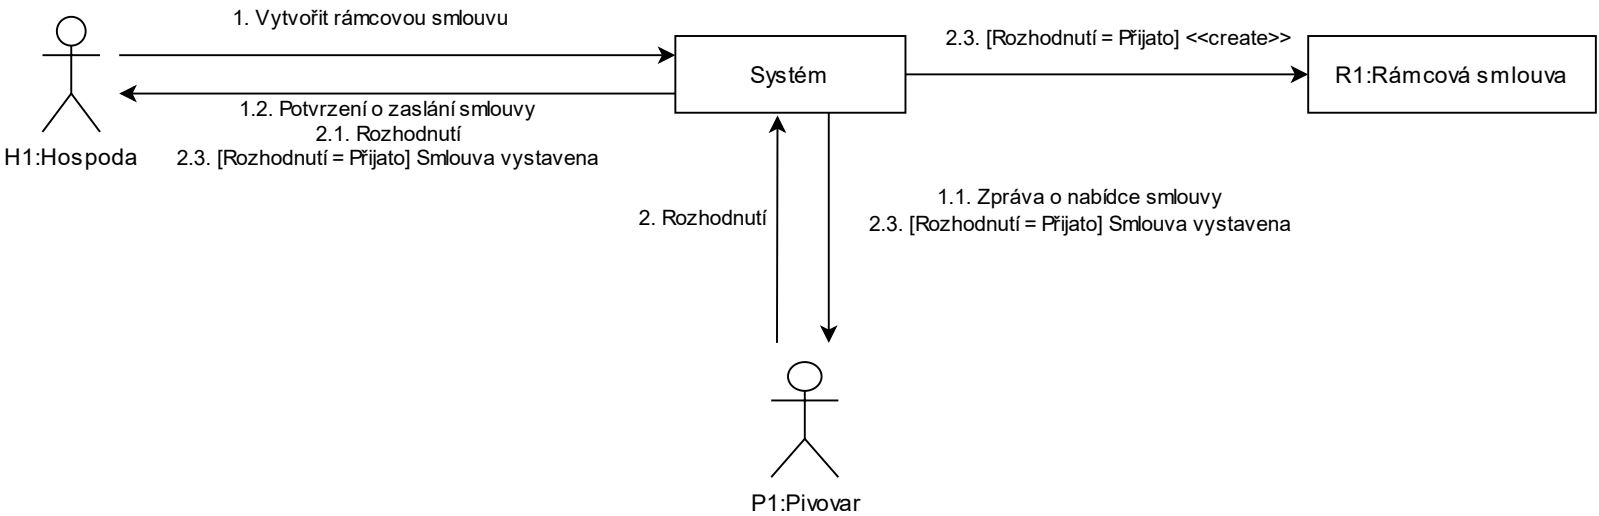 1. Vytvořit rámcovou smlouvu
2.3. [Rozhodnutí = Přijato] <<create>>
Systém
R1:Rámcová smlouva
1.2. Potvrzení o zaslání smlouvy
2.1. Rozhodnutí
2.3. [Rozhodnutí = Přijato] Smlouva vystavena
H1:Hospoda
1.1. Zpráva o nabídce smlouvy
2.3. [Rozhodnutí = Přijato] Smlouva vystavena
2. Rozhodnutí
P1:Pivovar